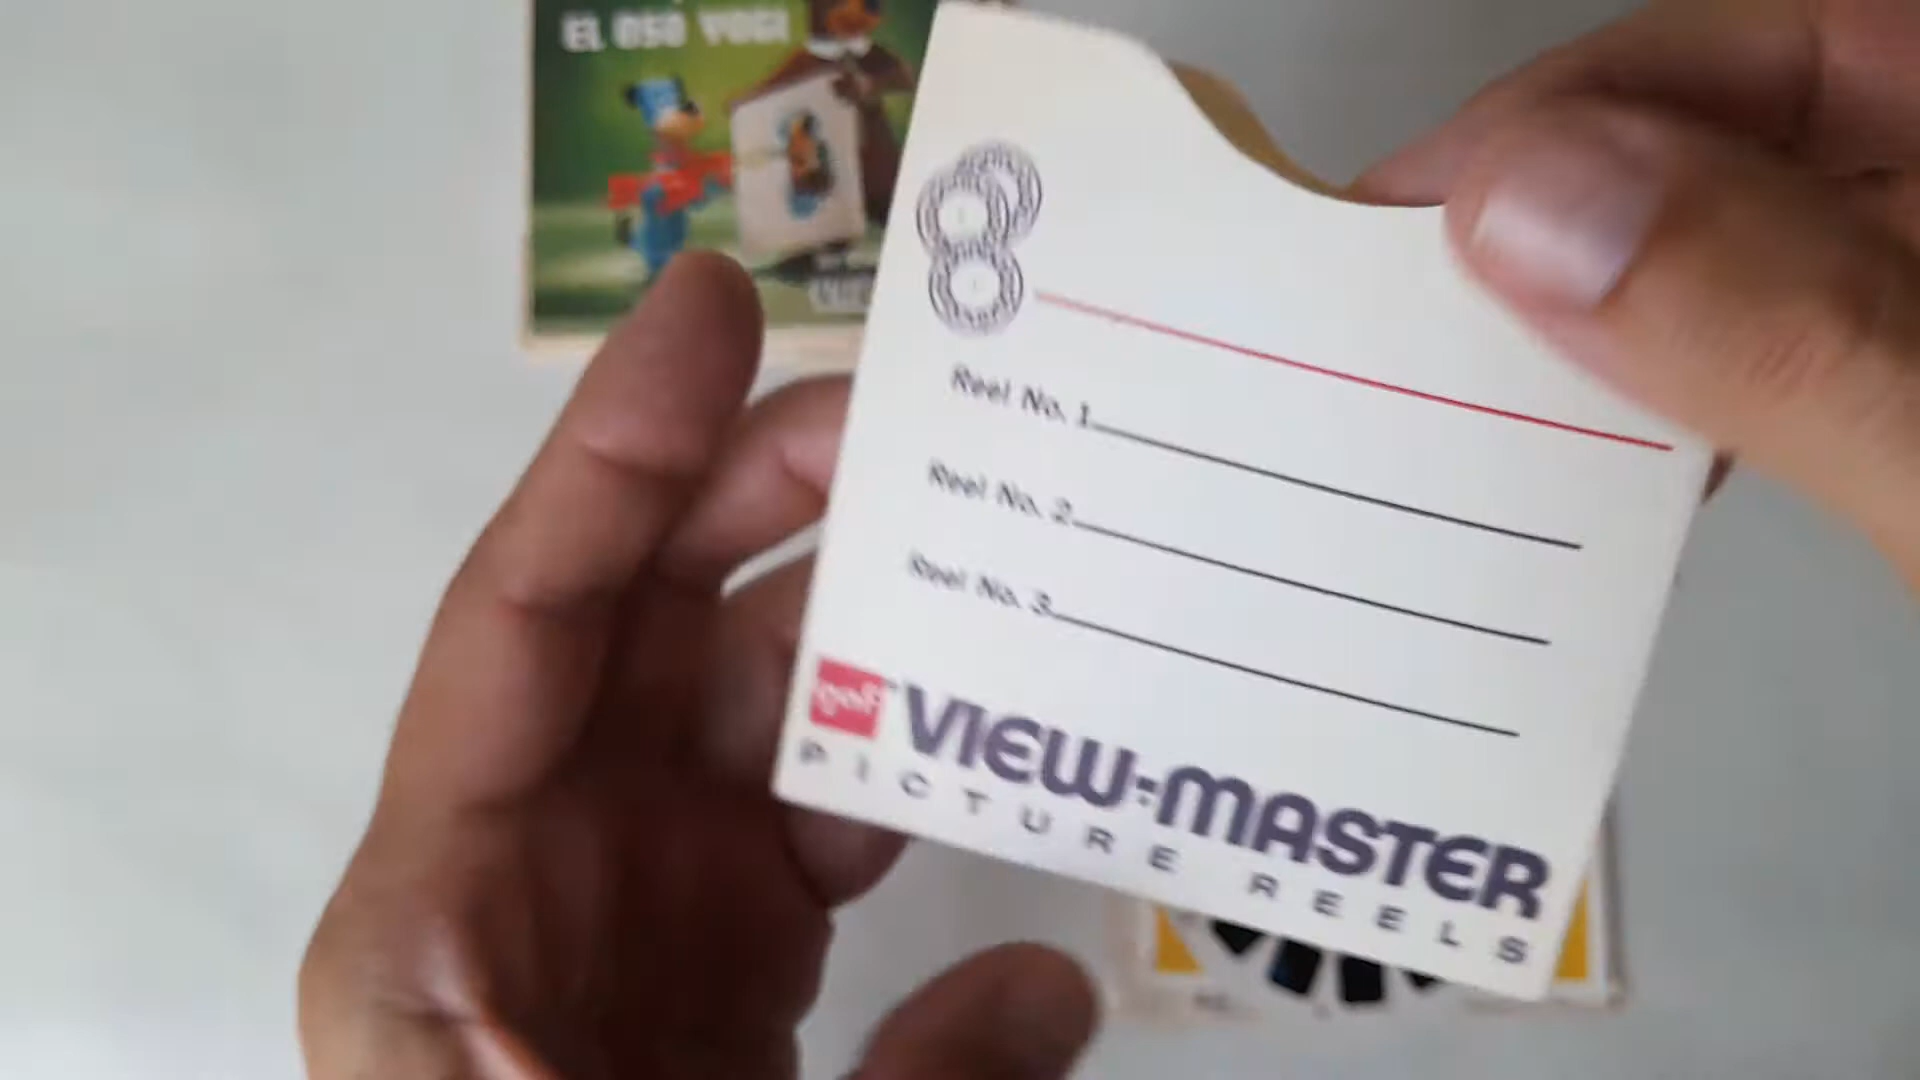 EL OSO YOGI
Reel No. 1
Reel No. 2
Reel No. 3
gaf
VIEW-MASTER
PICTURE REELS